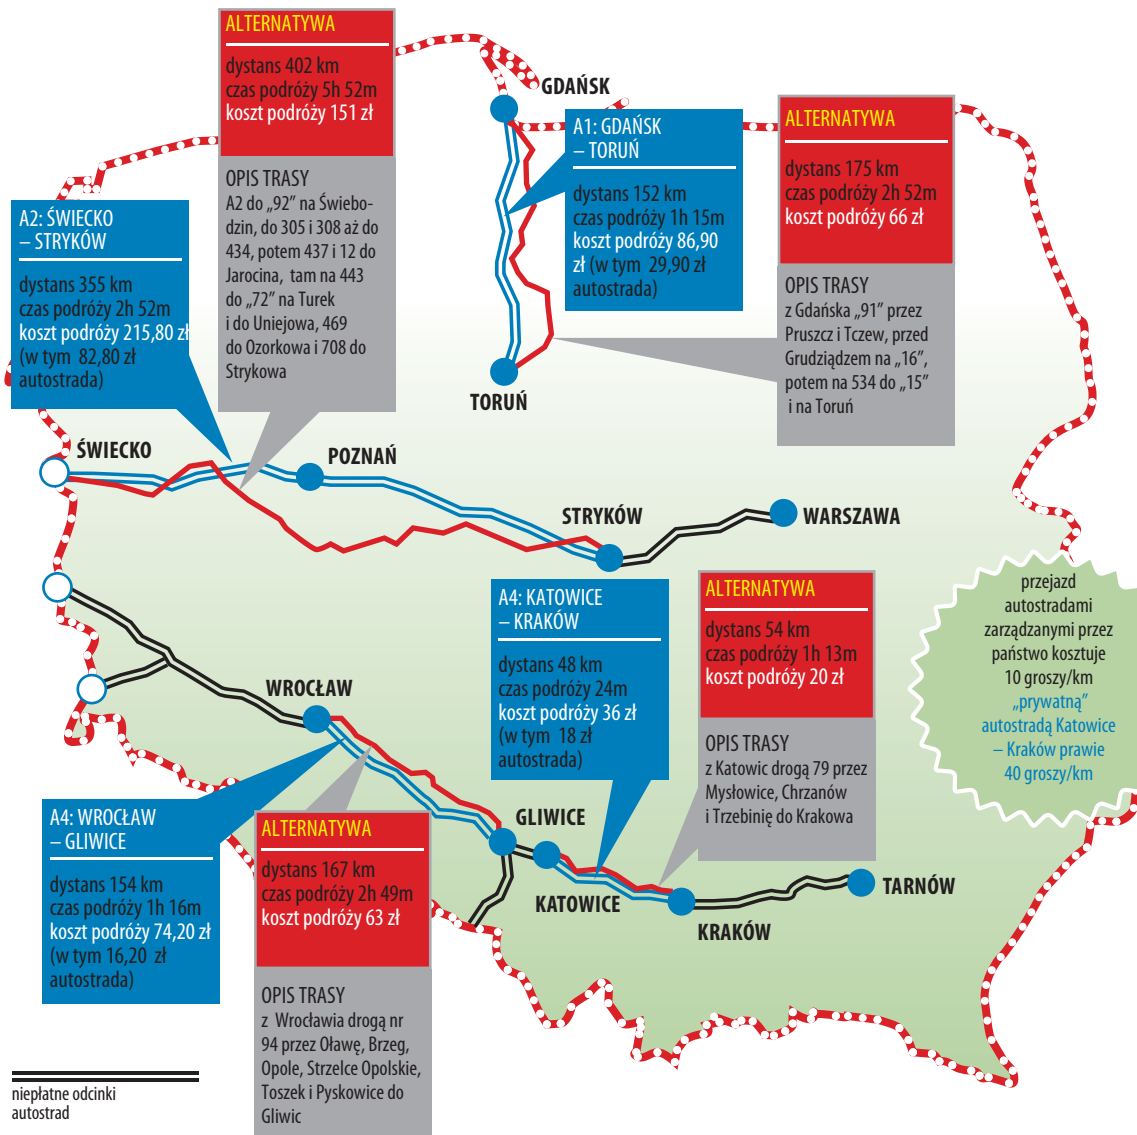 ALTERNATYWA
dystans 402 km
czas podróży 5h 52m
koszt podróży 151 zł
OPIS TRASY
A2 do „92” na Świebo-
dzin, do 305 i 308 aż do
434, potem 437 i 12 do
Jarocina, tam na 443
do „72” na Turek
i do Uniejowa, 469
do Ozorkowa i 708 do
Strykowa
GDAŃSK
A1: GDAŃSK
– TORUŃ
dystans 152 km
czas podróży 1h 15m
koszt podróży 86,90
zł (w tym 29,90 zł
autostrada)
ALTERNATYWA
dystans 175 km
czas podróży 2h 52m
koszt podróży 66 zł
OPIS TRASY
z Gdańska „91” przez
Pruszcz i Tczew, przed
Grudziądzem na „16”,
potem na 534 do „15”
i na Toruń
A2: ŚWIECKO
– STRYKÓW
dystans 355 km
czas podróży 2h 52m
koszt podróży 215,80 zł
(w tym 82,80 zł
autostrada)
TORUŃ
ŚWIECKO
POZNAŃ
STRYKÓW
WARSZAWA
przejazd
autostradami
zarządzanymi przez
państwo kosztuje
10 groszy/km
„prywatną”
autostradą Katowice
– Kraków prawie
40 groszy/km
A4: KATOWICE
– KRAKÓW
dystans 48 km
czas podróży 24m
koszt podróży 36 zł
(w tym 18 zł
autostrada)
ALTERNATYWA
dystans 54 km
czas podróży 1h 13m
koszt podróży 20 zł
OPIS TRASY
z Katowic drogą 79 przez
Mysłowice, Chrzanów
i Trzebinię do Krakowa
WROCŁAW
A4: WROCŁAW
– GLIWICE
dystans 154 km
czas podróży 1h 16m
koszt podróży 74,20 zł
(w tym 16,20 zł
autostrada)
ALTERNATYWA
dystans 167 km
czas podróży 2h 49m
koszt podróży 63 zł
OPIS TRASY
z Wrocławia drogą nr
94 przez Oławę, Brzeg,
Opole, Strzelce Opolskie,
Toszek i Pyskowice do
Gliwic
GLIWICE
KATOWICE
KRAKÓW
TARNÓW
niepłatne odcinki
autostrad